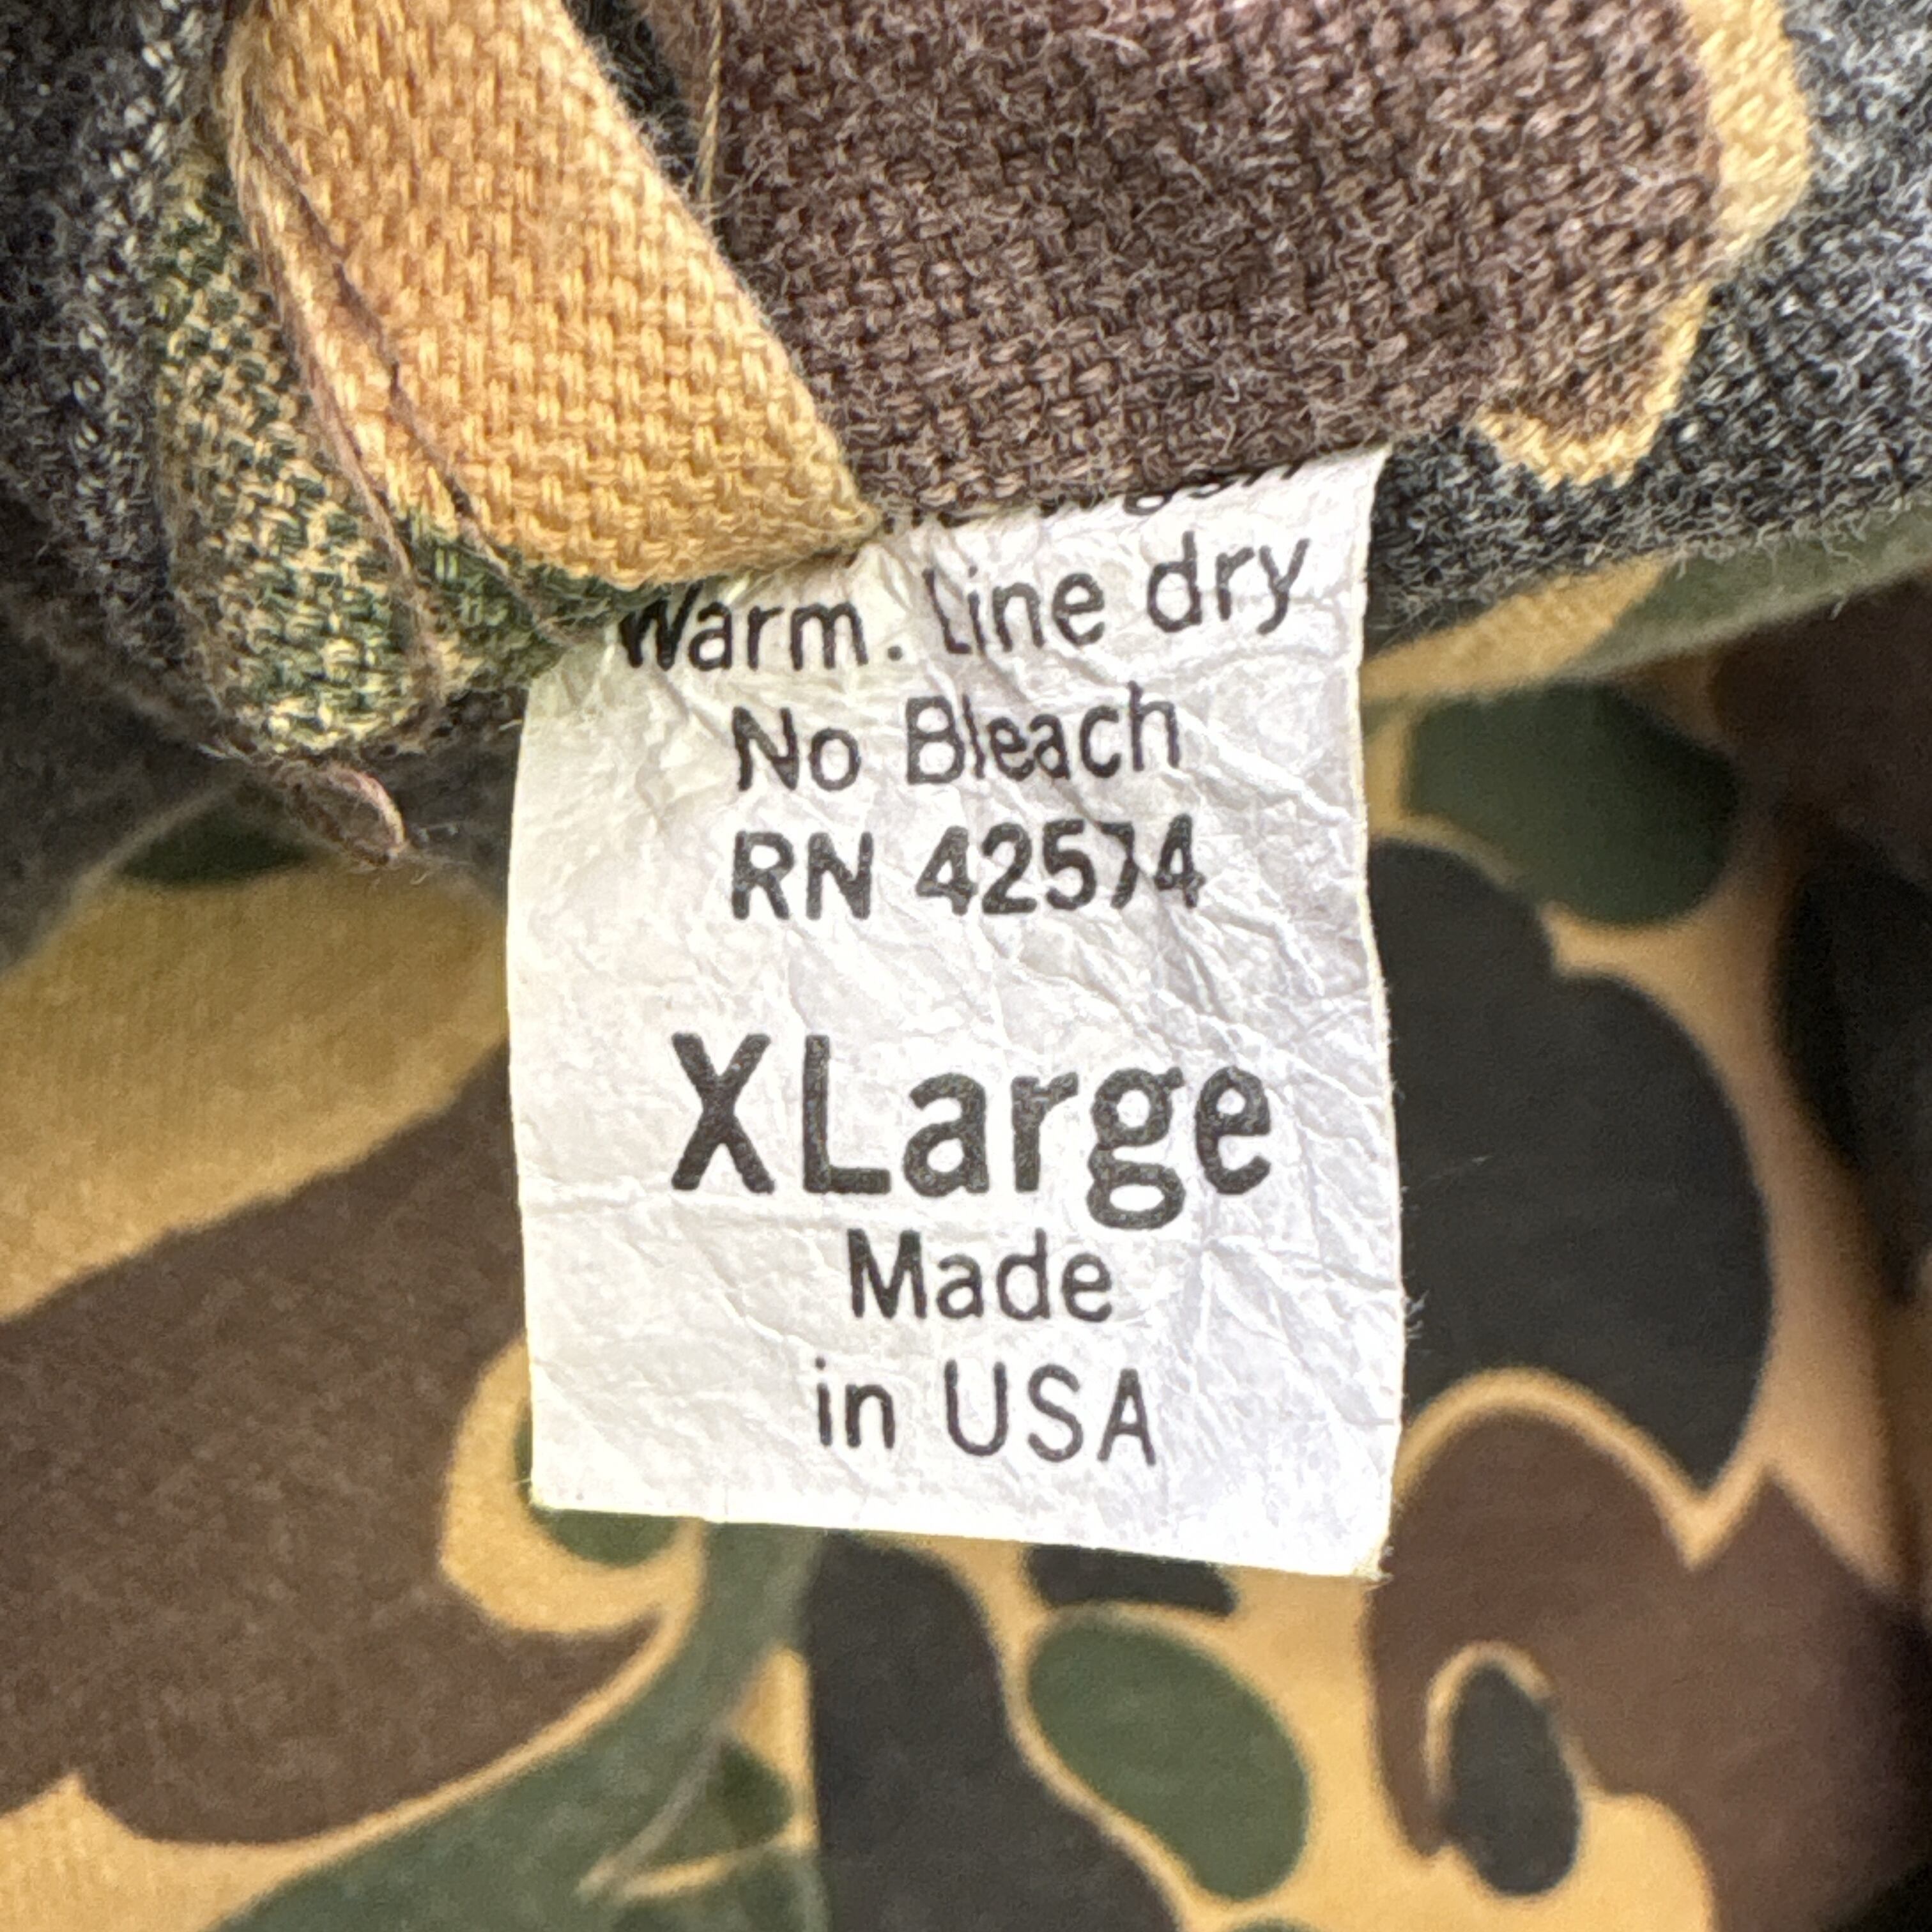 Warm. Line dry
No Bleach
RN 42574
XLarge
Made
in USA